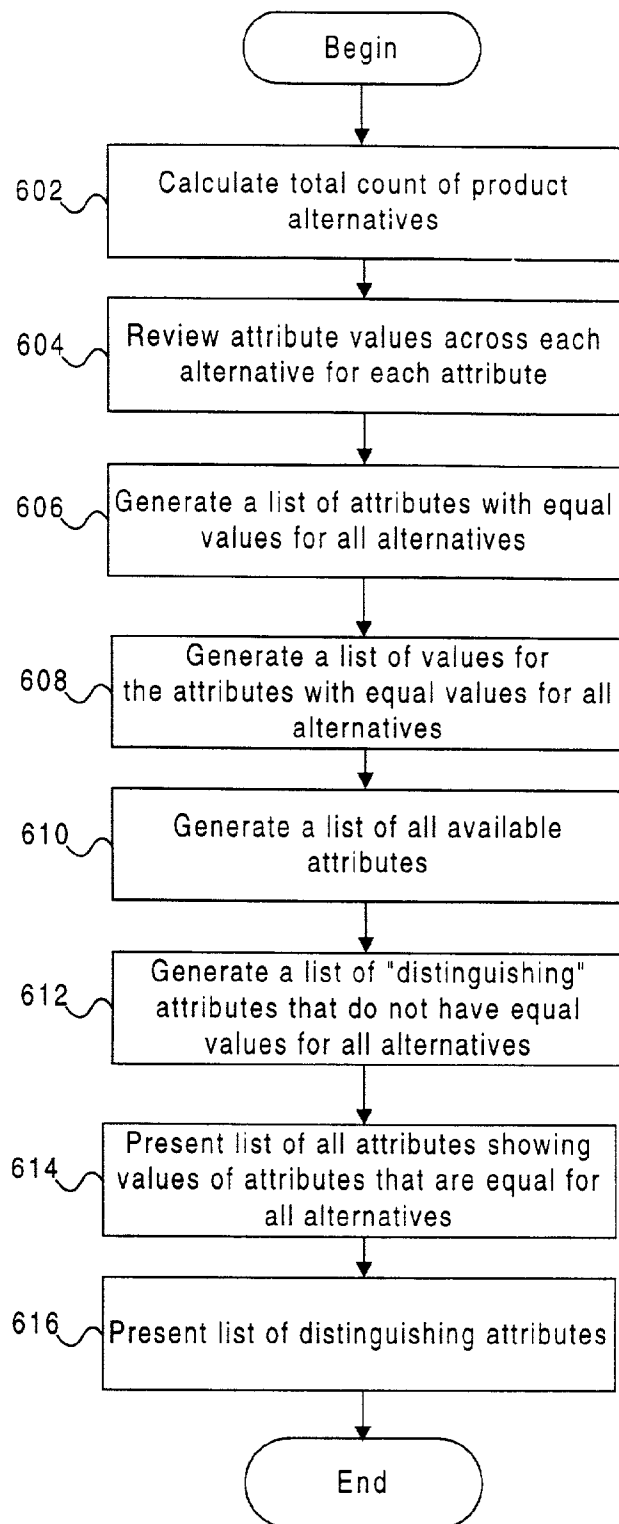 Begin
602
Calculate total count of product
alternatives
604
Review attribute values across each
alternative for each attribute
606
Generate a list of attributes with equal
values for all alternatives
608
Generate a list of values for
the attributes with equal values for all
alternatives
610
Generate a list of all available
attributes
612
Generate a list of "distinguishing"
attributes that do not have equal
values for all alternatives
614
Present list of all attributes showing
values of attributes that are equal for
all alternatives
616
Present list of distinguishing attributes
End